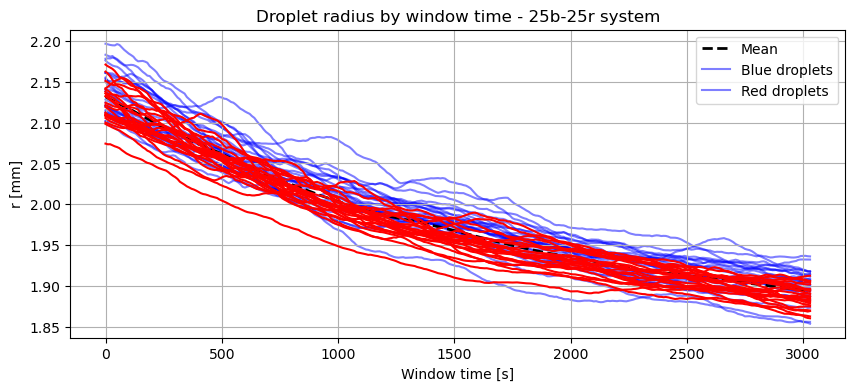 Droplet radius by window time - 25b-25r system
Mean
Blue droplets
Red droplets
r [mm]
2.20
2.15
2.10
2.05
2.00
1.95
1.90
1.85
0 500 1000 1500 2000 2500 3000
Window time [s]